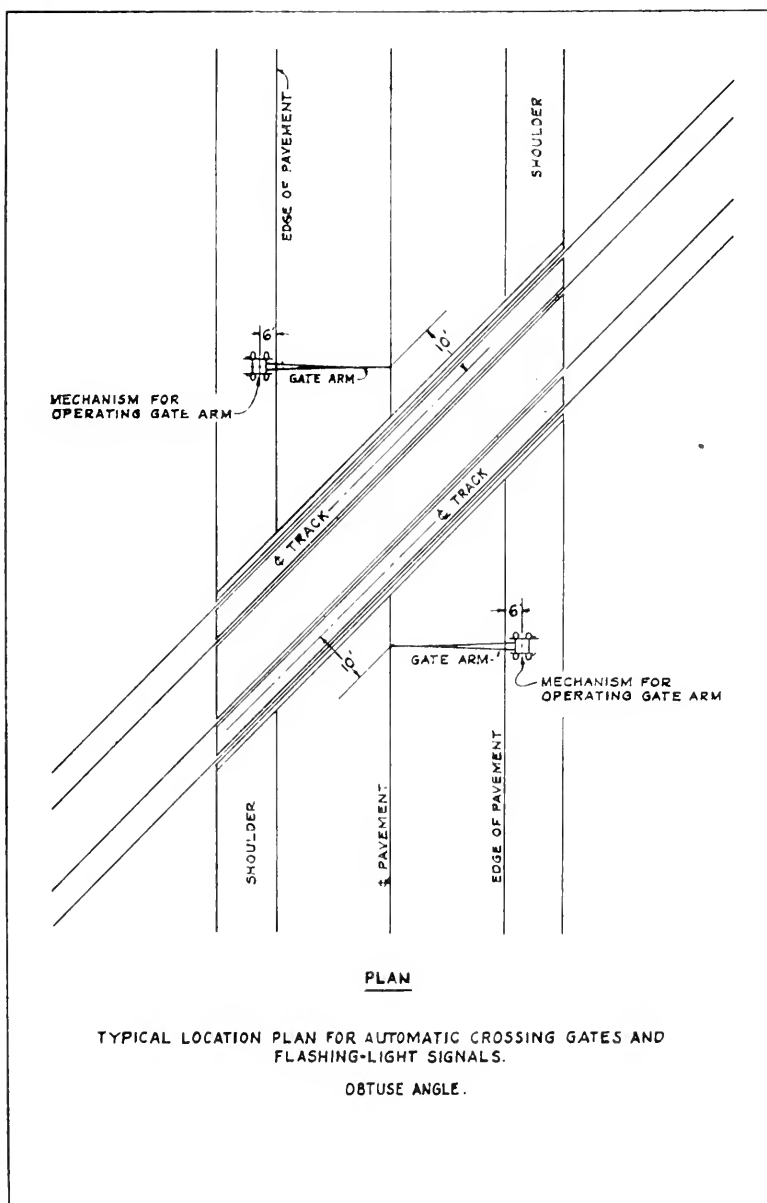 EDGE OF PAVEMENT
SHOULDER
6'
10'
GATE ARM
MECHANISM FOR
OPERATING GATE ARM
℄ TRACK
℄ TRACK
6'
10'
GATE ARM
MECHANISM FOR
OPERATING GATE ARM
SHOULDER
℄ PAVEMENT
EDGE OF PAVEMENT
PLAN
TYPICAL LOCATION PLAN FOR AUTOMATIC CROSSING GATES AND
FLASHING-LIGHT SIGNALS.
OBTUSE ANGLE.